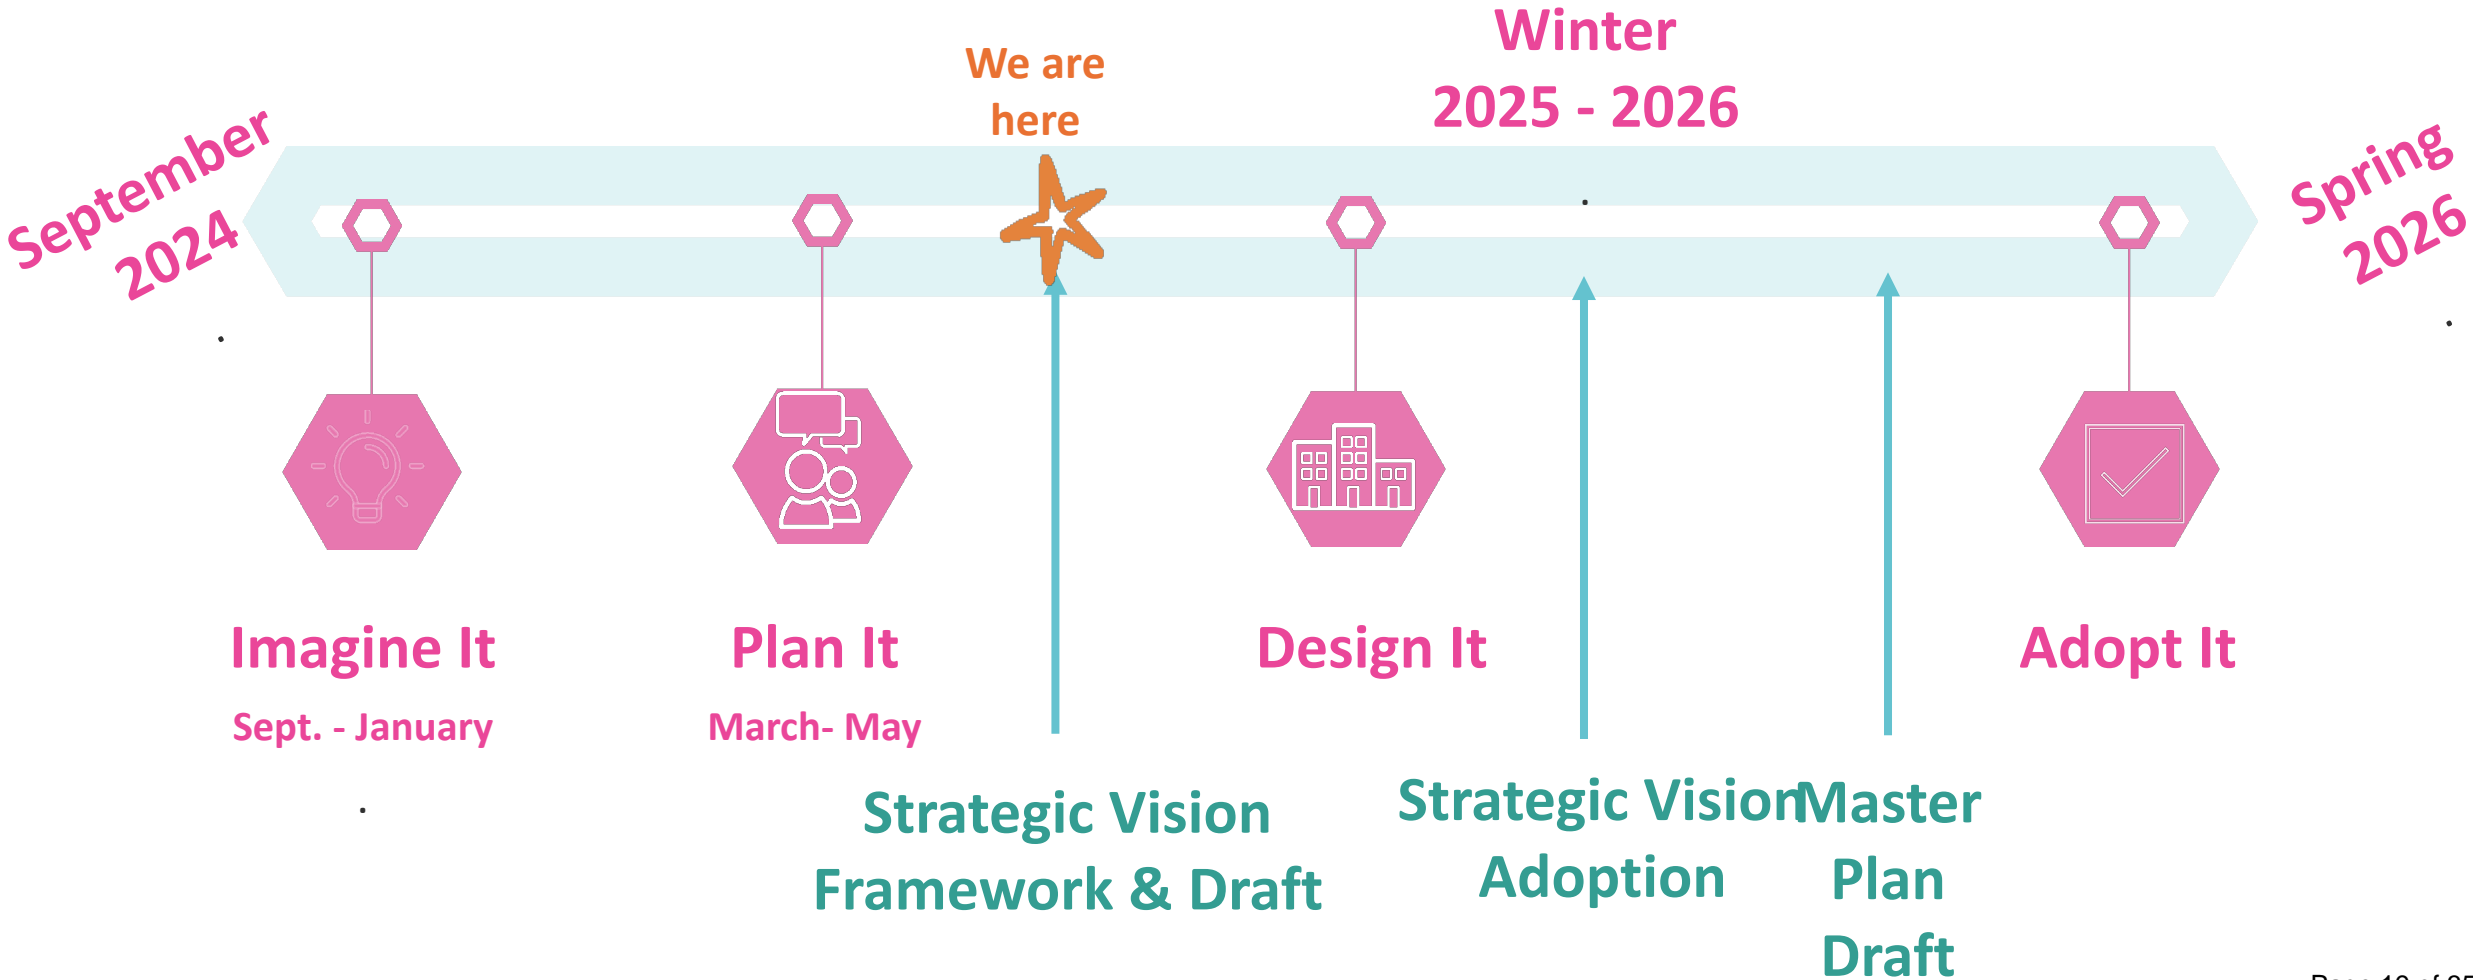 Winter
2025 - 2026
We are
here
September
2024
Spring
2026
Imagine It
Sept. - January
Plan It
March- May
Design It
Adopt It
Strategic Vision
Framework & Draft
Strategic Vision
Adoption
Master
Plan
Draft